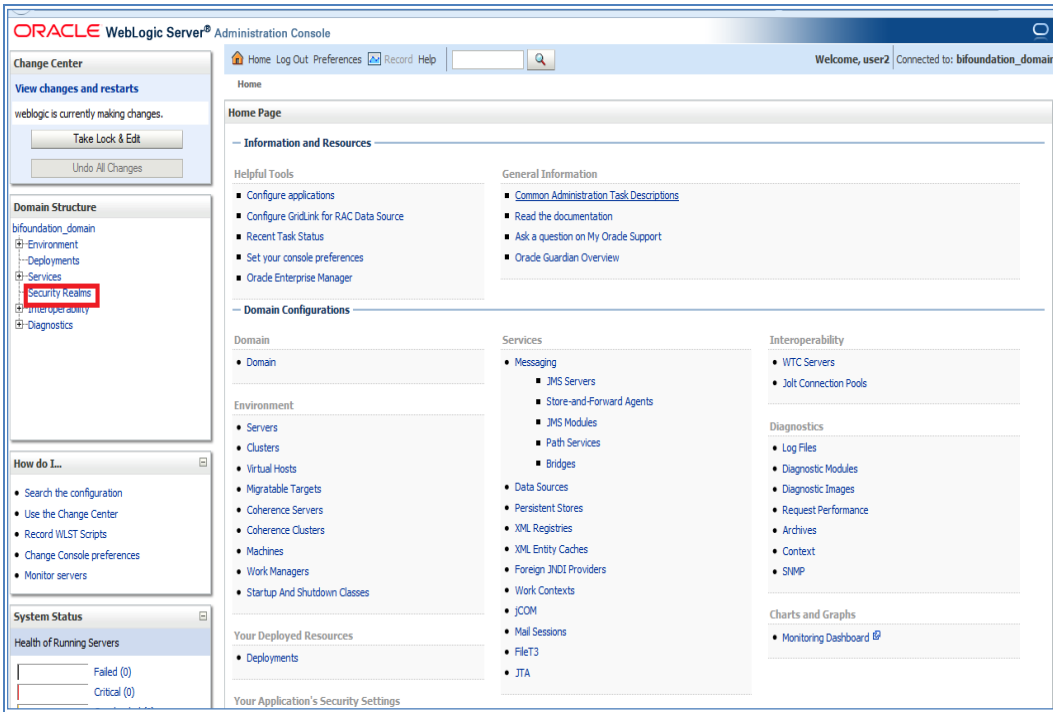 ORACLE WebLogic Server® Administration Console
Change Center
View changes and restarts
weblogic is currently making changes.
Take Lock & Edit
Undo All Changes
Domain Structure
bifoundation_domain
Environment
Deployments
Services
Security Realms
Interoperability
Diagnostics
How do I...
Search the configuration
Use the Change Center
Record WLST Scripts
Change Console preferences
Monitor servers
System Status
Health of Running Servers
Failed (0)
Critical (0)
Home Log Out Preferences Record Help
Welcome, user2 Connected to: bifoundation_domain
Home
Home Page
Information and Resources
Helpful Tools
Configure applications
Configure GridLink for RAC Data Source
Recent Task Status
Set your console preferences
Oracle Enterprise Manager
General Information
Common Administration Task Descriptions
Read the documentation
Ask a question on My Oracle Support
Oracle Guardian Overview
Domain Configurations
Domain
Domain
Environment
Servers
Clusters
Virtual Hosts
Migratable Targets
Coherence Servers
Coherence Clusters
Machines
Work Managers
Startup And Shutdown Classes
Your Deployed Resources
Deployments
Your Application's Security Settings
Services
Messaging
JMS Servers
Store-and-Forward Agents
JMS Modules
Path Services
Bridges
Data Sources
Persistent Stores
XML Registries
XML Entity Caches
Foreign JNDI Providers
Work Contexts
jCOM
Mail Sessions
FileT3
JTA
Interoperability
WTC Servers
Jolt Connection Pools
Diagnostics
Log Files
Diagnostic Modules
Diagnostic Images
Request Performance
Archives
Context
SNMP
Charts and Graphs
Monitoring Dashboard